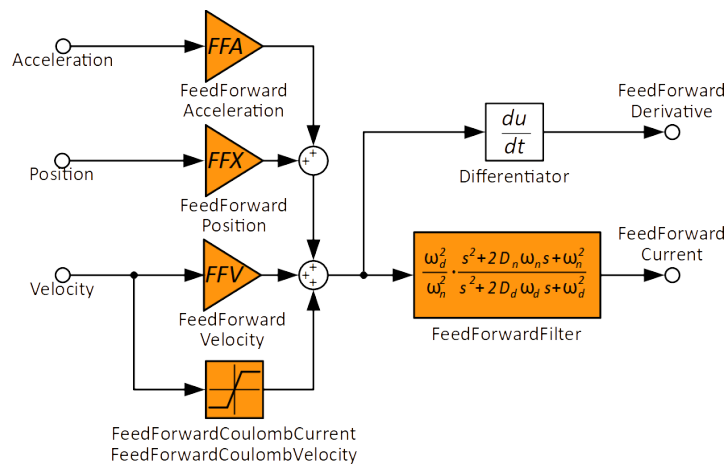 Acceleration
FFA
FeedForward
Acceleration
Position
FFX
FeedForward
Position
+
+
Velocity
FFV
FeedForward
Velocity
+
+
+
FeedForwardCoulombCurrent
FeedForwardCoulombVelocity
du
dt
Differentiator
FeedForward
Derivative
ω_d^2
ω_n^2
·
s^2+2D_nω_ns+ω_n^2
s^2+2D_dω_ds+ω_d^2
FeedForwardFilter
FeedForward
Current